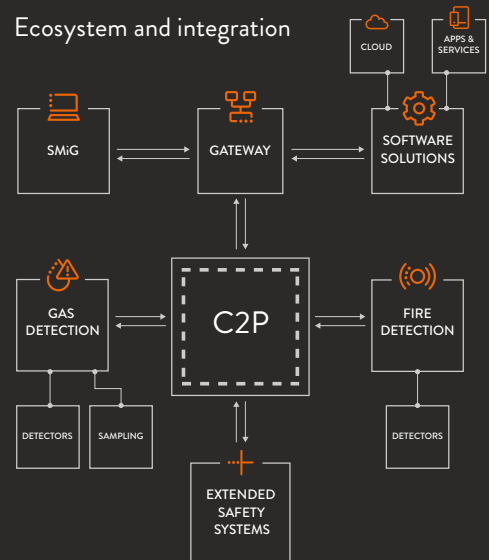 Ecosystem and integration
CLOUD
APPS &
SERVICES
SMiG
GATEWAY
SOFTWARE
SOLUTIONS
GAS
DETECTION
C2P
FIRE
DETECTION
DETECTORS
SAMPLING
DETECTORS
EXTENDED
SAFETY
SYSTEMS